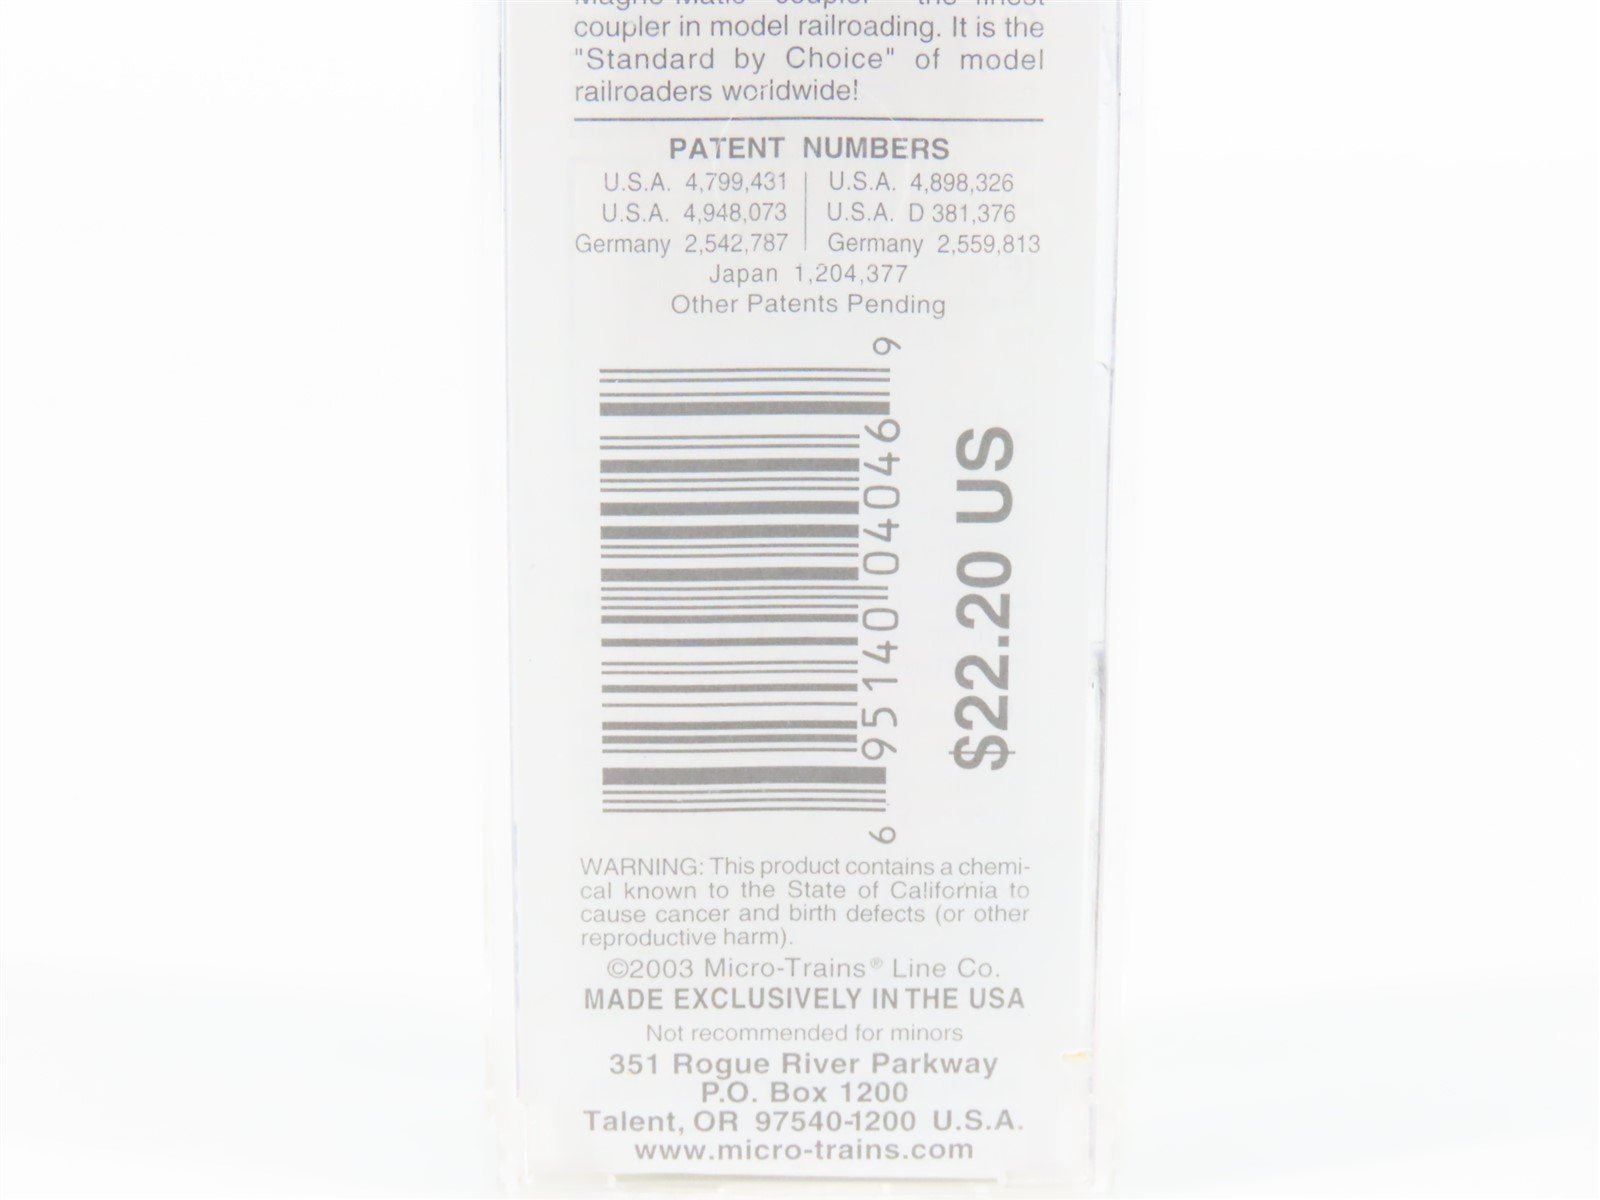 Magne-Matic coupler - the finest
coupler in model railroading. It is the
"Standard by Choice" of model
railroaders worldwide!
PATENT NUMBERS
U.S.A. 4,799,431 | U.S.A. 4,898,326
U.S.A. 4,948,073 | U.S.A. D 381,376
Germany 2,542,787 | Germany 2,559,813
Japan 1,204,377
Other Patents Pending
6 95140 04046 9
$22.20 US
WARNING: This product contains a chemi-
cal known to the State of California to
cause cancer and birth defects (or other
reproductive harm).
©2003 Micro-Trains® Line Co.
MADE EXCLUSIVELY IN THE USA
Not recommended for minors
351 Rogue River Parkway
P.O. Box 1200
Talent, OR 97540-1200 U.S.A.
www.micro-trains.com